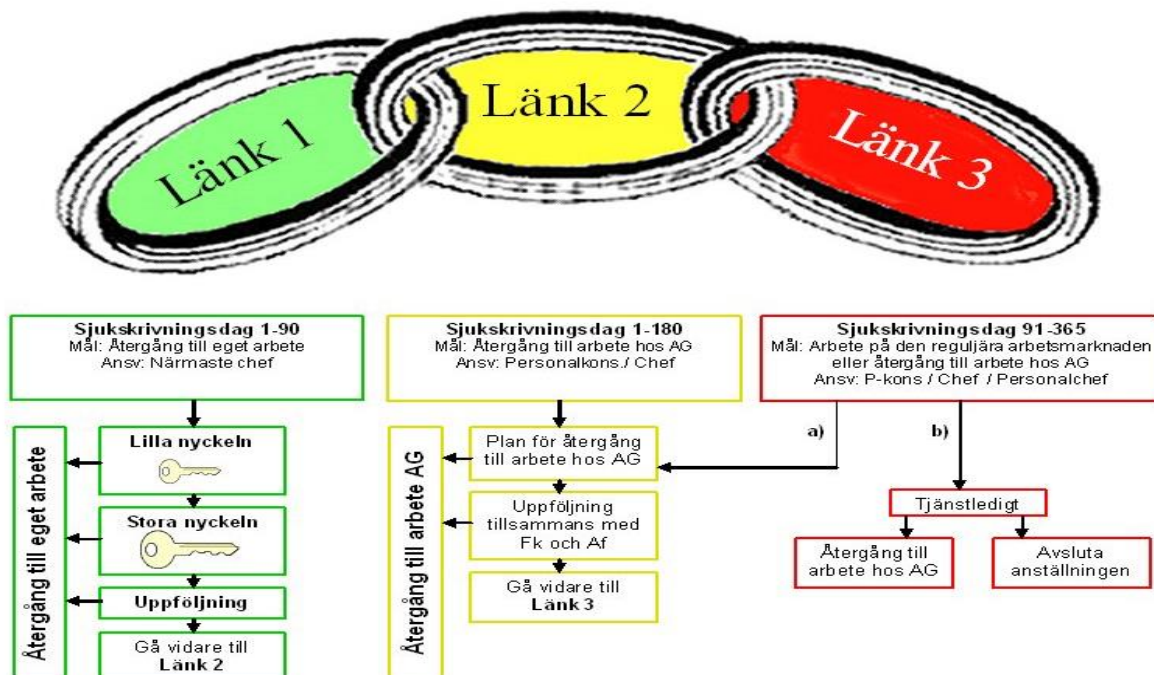 Länk 1
Länk 2
Länk 3
Sjukskrivningsdag 1-90
Mål: Återgång till eget arbete
Ansv: Närmaste chef
Återgång till eget arbete
Lilla nyckeln
Stora nyckeln
Uppföljning
Gå vidare till
Länk 2
Sjukskrivningsdag 1-180
Mål: Återgång till arbete hos AG
Ansv: Personalkons./ Chef
Återgång till arbete AG
Plan för återgång
till arbete hos AG
Uppföljning
tillsammans med
Fk och Af
Gå vidare till
Länk 3
Sjukskrivningsdag 91-365
Mål: Arbete på den reguljära arbetsmarknaden
eller återgång till arbete hos AG
Ansv: P-kons / Chef / Personalchef
a)
b)
Tjänstledigt
Återgång till
arbete hos AG
Avsluta
anställningen